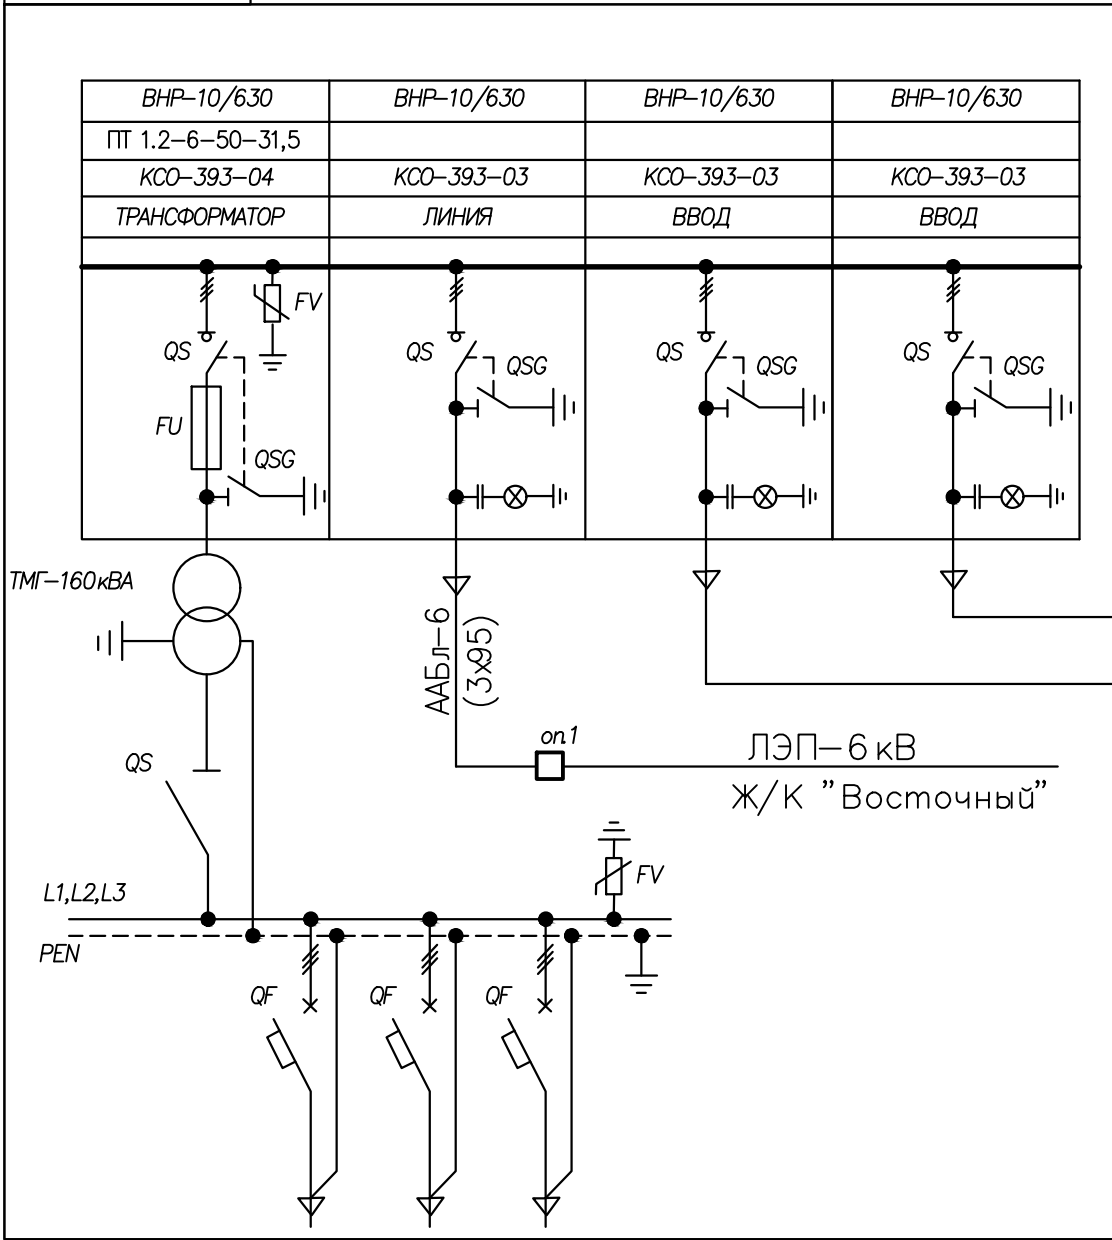 ВНР-10/630 ВНР-10/630 ВНР-10/630 ВНР-10/630
ПТ 1.2-6-50-31,5
КСО-393-04 КСО-393-03 КСО-393-03 КСО-393-03
ТРАНСФОРМАТОР ЛИНИЯ ВВОД ВВОД
FV
QS QS QS QS
QSG QSG QSG
FU
QSG
ТМГ-160кВА
ААБл-6
(3х95)
оп.1
ЛЭП-6 кВ
Ж/К "Восточный"
QS
FV
L1,L2,L3
PEN
QF QF QF